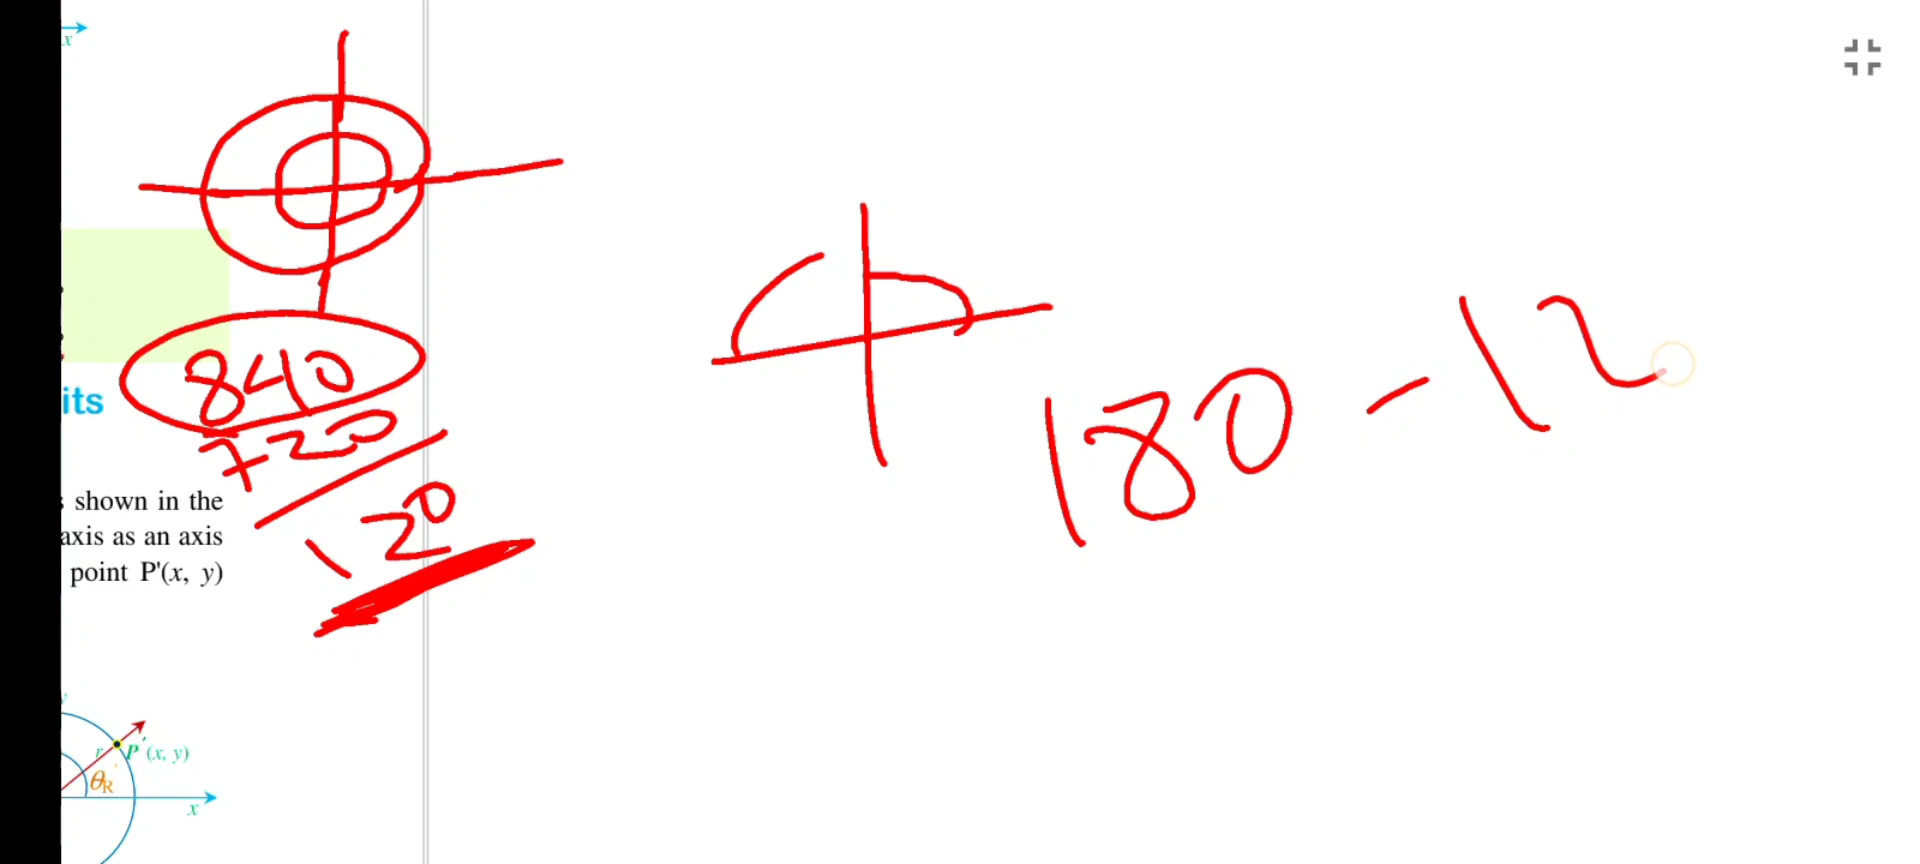 x
840
720
120
180 - 12
its
shown in the
axis as an axis
point P'(x, y)
y
r P'(x, y)
θR
x